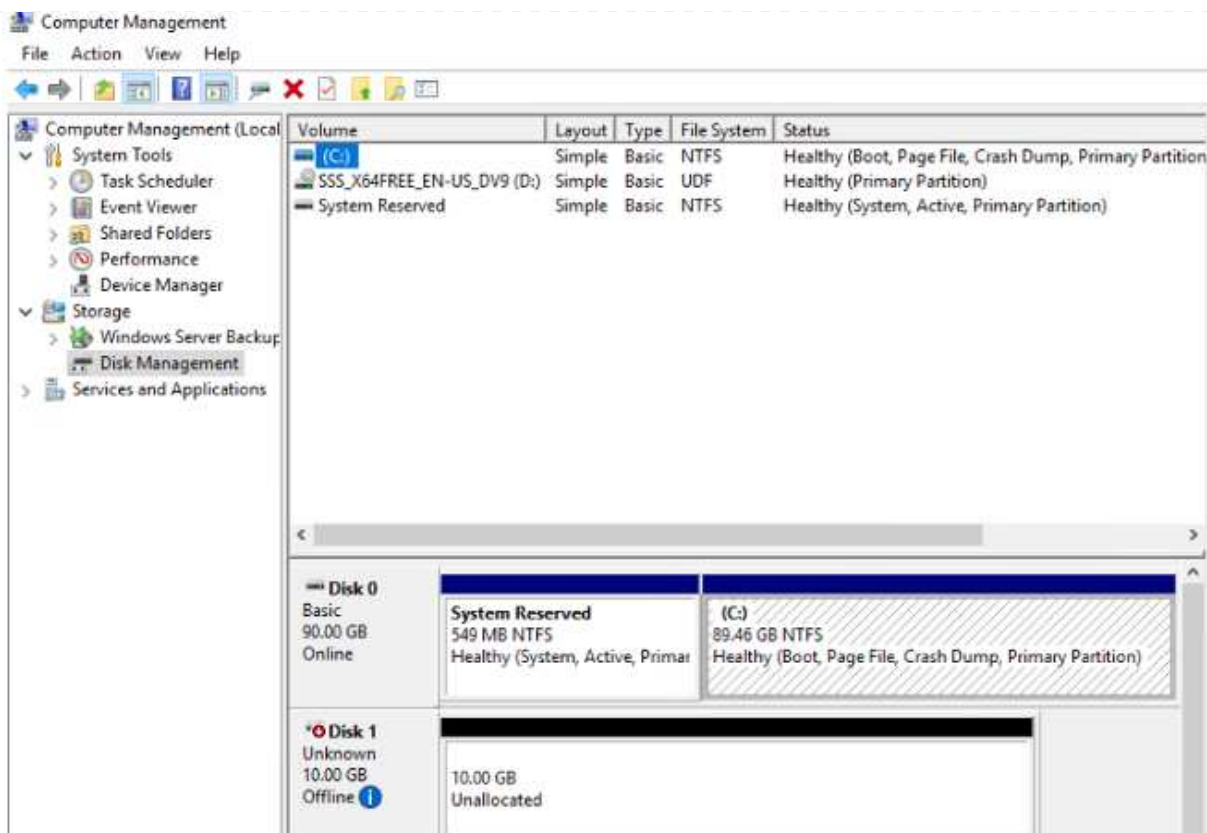 Computer Management
File Action View Help
Computer Management (Local
System Tools
Task Scheduler
Event Viewer
Shared Folders
Performance
Device Manager
Storage
Windows Server Backup
Disk Management
Services and Applications
Volume Layout Type File System Status
(C:) Simple Basic NTFS Healthy (Boot, Page File, Crash Dump, Primary Partition
SSS_X64FREE_EN-US_DV9 (D:) Simple Basic UDF Healthy (Primary Partition)
System Reserved Simple Basic NTFS Healthy (System, Active, Primary Partition)
Disk 0
Basic
90.00 GB
Online
System Reserved
549 MB NTFS
Healthy (System, Active, Primar
(C:)
89.46 GB NTFS
Healthy (Boot, Page File, Crash Dump, Primary Partition)
Disk 1
Unknown
10.00 GB
Offline
10.00 GB
Unallocated